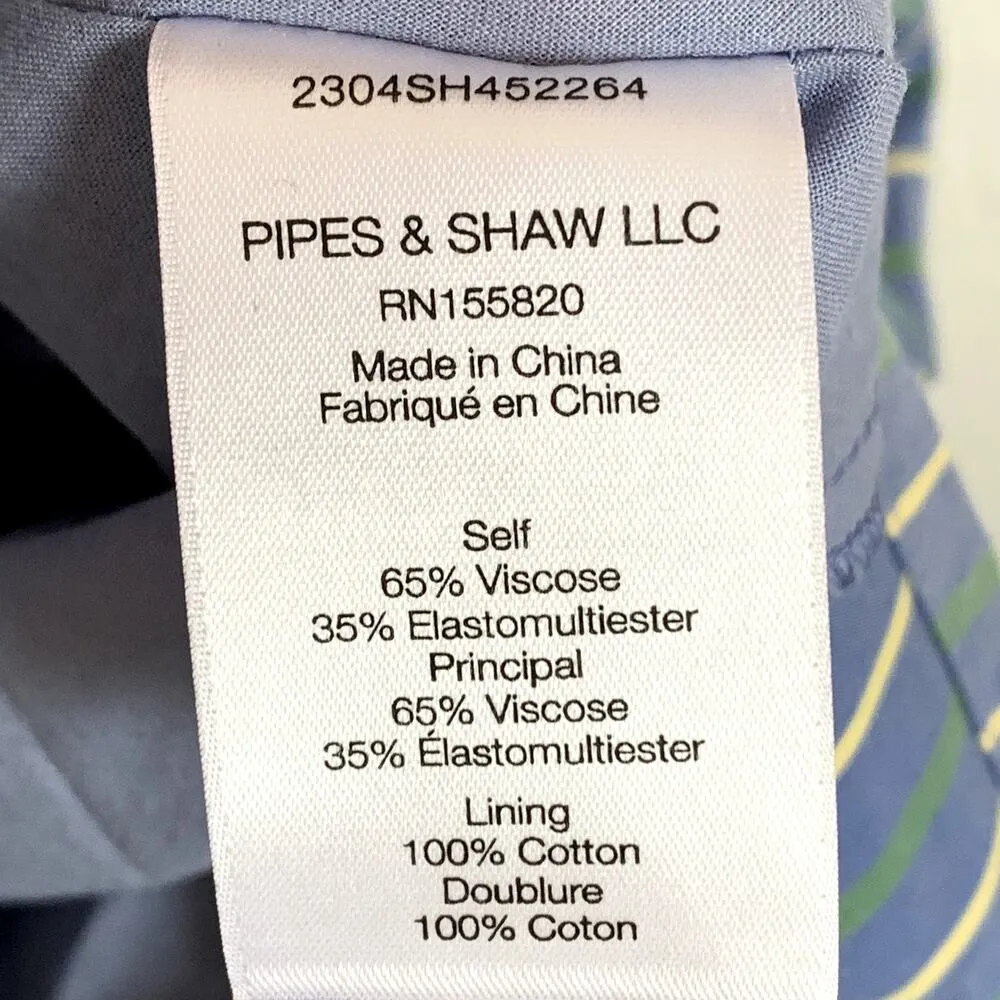 2304SH452264
PIPES & SHAW LLC
RN155820
Made in China
Fabriqué en Chine
Self
65% Viscose
35% Elastomultiester
Principal
65% Viscose
35% Élastomultiester
Lining
100% Cotton
Doublure
100% Coton